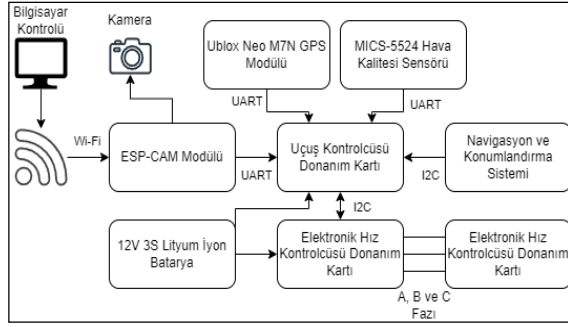 Bilgisayar
Kontrolü
Kamera
Ublox Neo M7N GPS
Modülü
MICS-5524 Hava
Kalitesi Sensörü
UART
UART
Wi-Fi
ESP-CAM Modülü
UART
Uçuş Kontrolcüsü
Donanım Kartı
I2C
Navigasyon ve
Konumlandırma
Sistemi
I2C
12V 3S Lityum İyon
Batarya
Elektronik Hız
Kontrolcüsü Donanım
Kartı
Elektronik Hız
Kontrolcüsü Donanım
Kartı
A, B ve C
Fazı